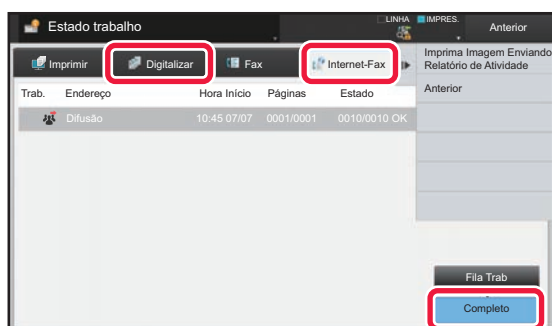 Estado trabalho
LINHA
IMPRES.
Anterior
Imprimir
Digitalizar
Fax
Internet-Fax
Imprima Imagem Enviando
Relatório de Atividade
Trab.
Endereço
Hora Início
Páginas
Estado
Anterior
Difusão
10:45 07/07
0001/0001
0010/0010 OK
Fila Trab
Completo